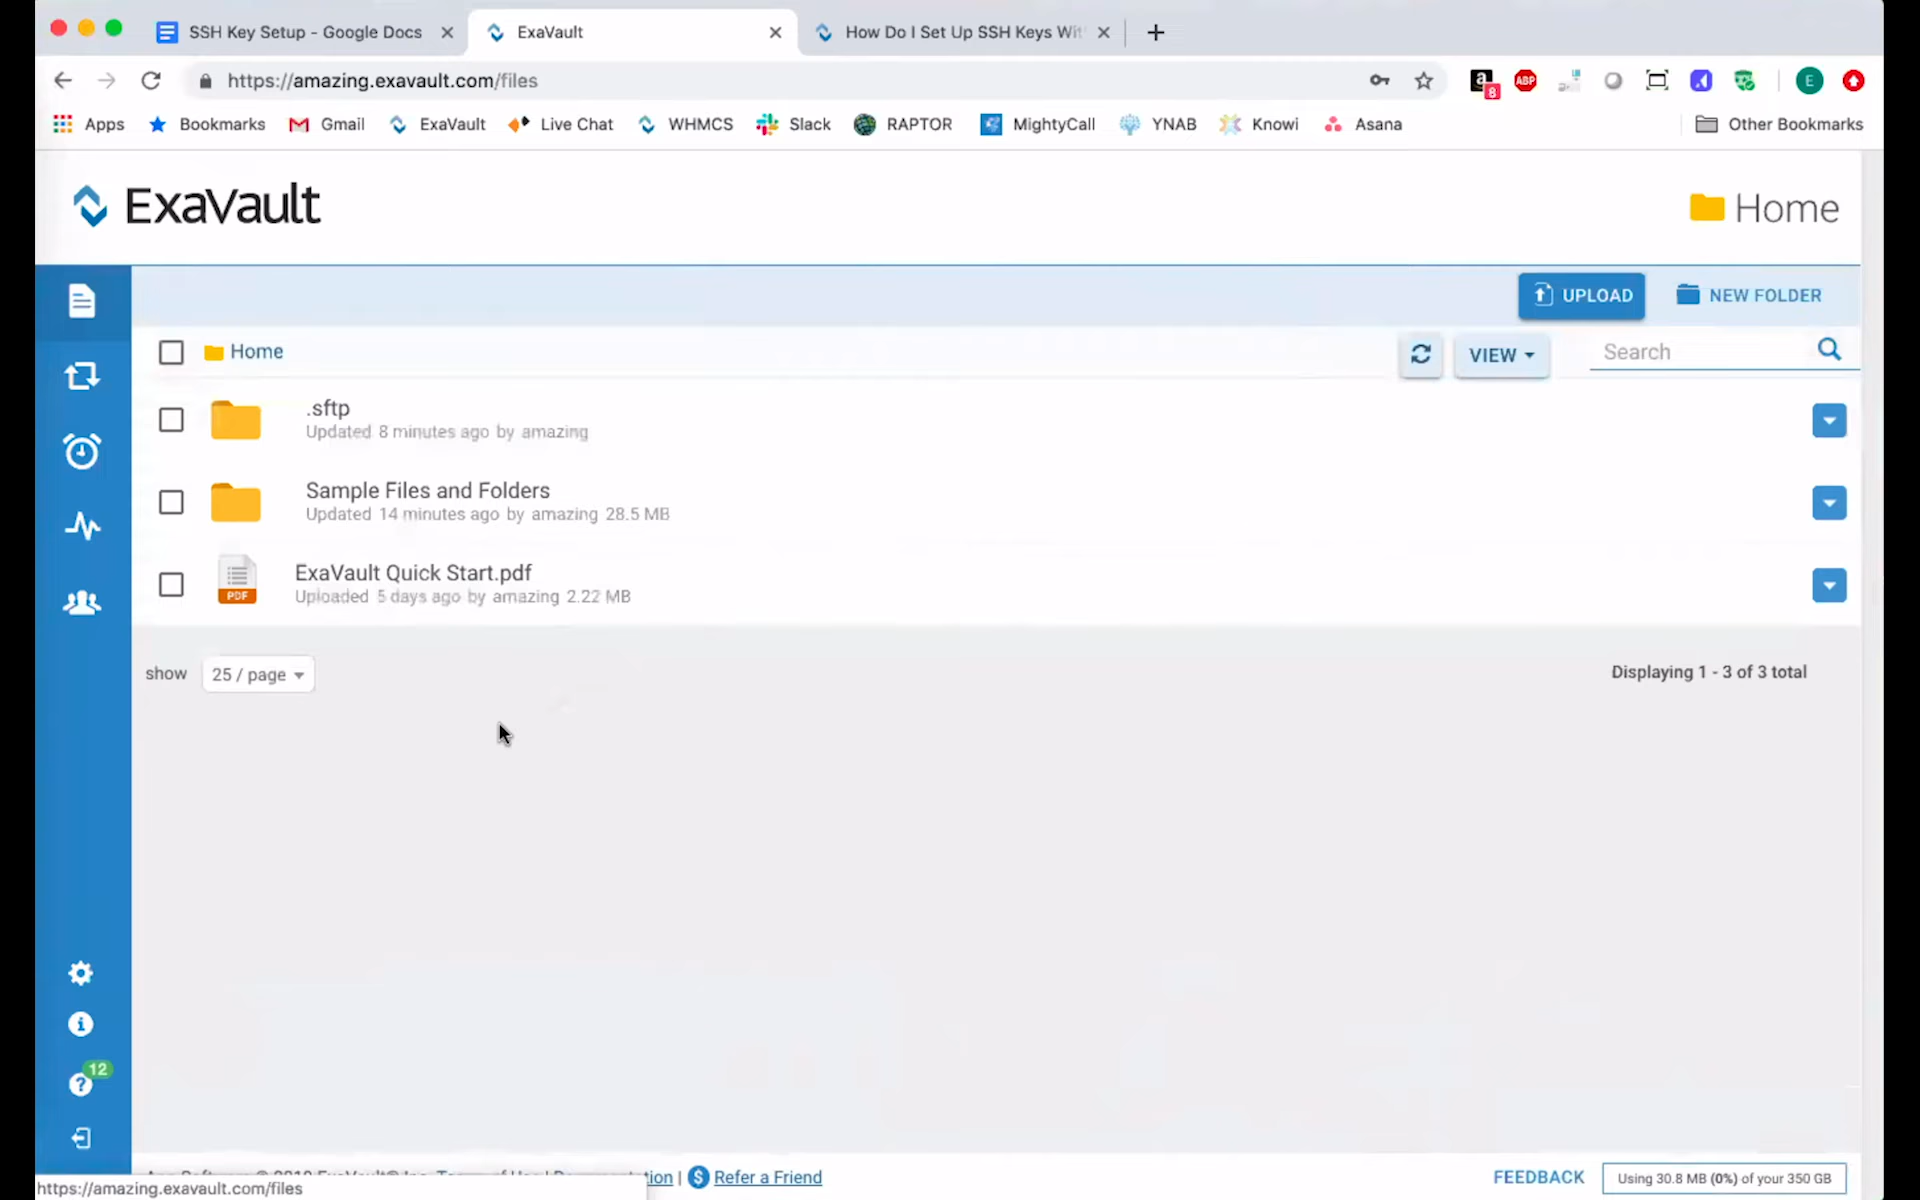 SSH Key Setup - Google Docs
ExaVault
How Do I Set Up SSH Keys Wit
https://amazing.exavault.com/files
a 8
ABP
E
Apps
Bookmarks
Gmail
ExaVault
Live Chat
WHMCS
Slack
RAPTOR
MightyCall
YNAB
Knowi
Asana
Other Bookmarks
ExaVault
Home
UPLOAD
NEW FOLDER
Home
VIEW
Search
.sftp
Updated 8 minutes ago by amazing
Sample Files and Folders
Updated 14 minutes ago by amazing 28.5 MB
PDF
ExaVault Quick Start.pdf
Uploaded 5 days ago by amazing 2.22 MB
show
25 / page
Displaying 1 - 3 of 3 total
12
| Refer a Friend
FEEDBACK
Using 30.8 MB (0%) of your 350 GB
https://amazing.exavault.com/files